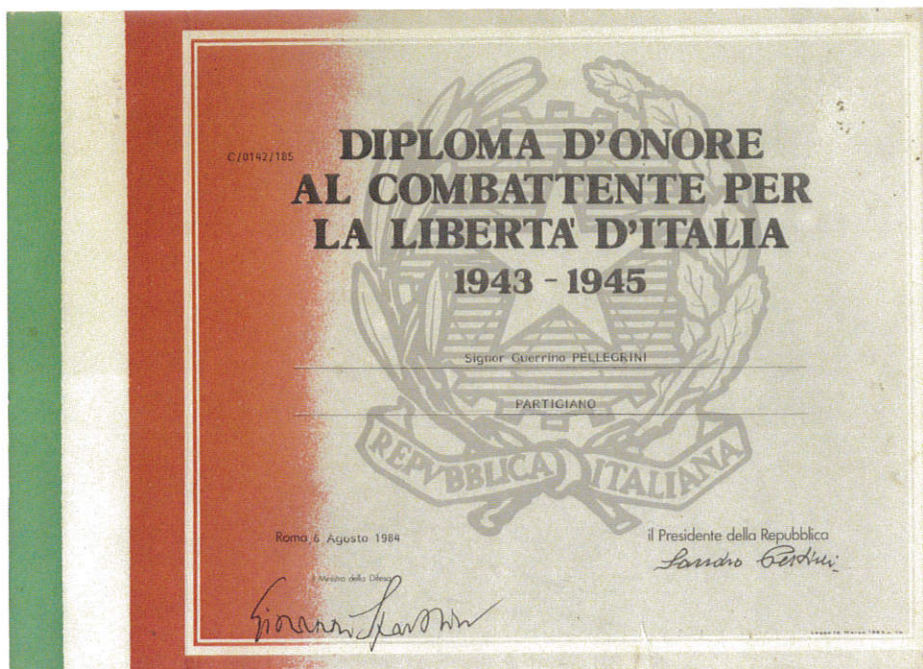 C/0142/185
DIPLOMA D'ONORE
AL COMBATTENTE PER
LA LIBERTA' D'ITALIA
1943 - 1945
Signor Guerrino PELLEGRINI
PARTIGIANO
REPVBBLICA ITALIANA
Roma, 6 Agosto 1984
il Presidente della Repubblica
Sandro Pertini
il Ministro della Difesa
Giovanni Spadolini